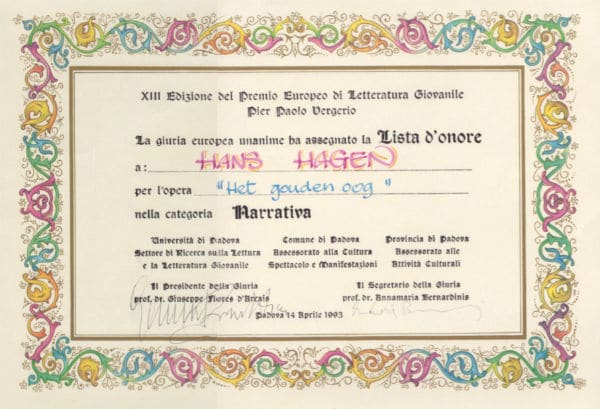 XIII Edizione del Premio Europeo di Letteratura Giovanile
Pier Paolo Vergerio
La giuria europea unanime ha assegnato la Lista d'onore
a: HANS HAGEN
per l'opera "Het gouden oog"
nella categoria Narrativa
Università di Padova
Settore di Ricerca sulla Lettura
e la Letteratura Giovanile
Comune di Padova
Assessorato alla Cultura
Spettacolo e Manifestazioni
Provincia di Padova
Assessorato alle
Attività Culturali
Il Presidente della Giuria
prof. dr. Giuseppe Flores d'Arcais
Il Segretario della Giuria
prof. dr. Annamaria Bernardinis
Padova 14 Aprile 1993